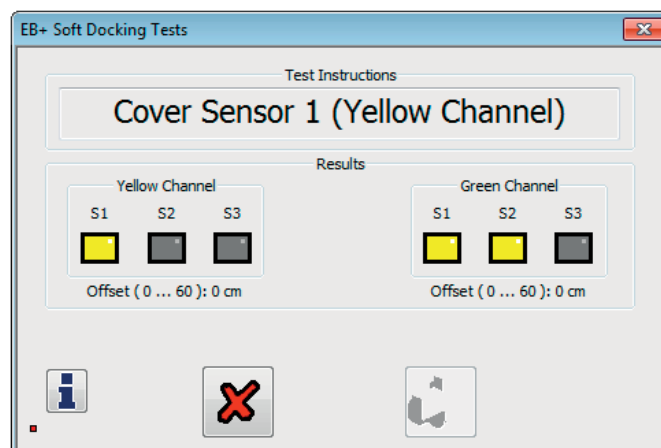 EB+ Soft Docking Tests
Test Instructions
Cover Sensor 1 (Yellow Channel)
Results
Yellow Channel
Green Channel
S1 S2 S3
S1 S2 S3
Offset ( 0 ... 60 ): 0 cm
Offset ( 0 ... 60 ): 0 cm